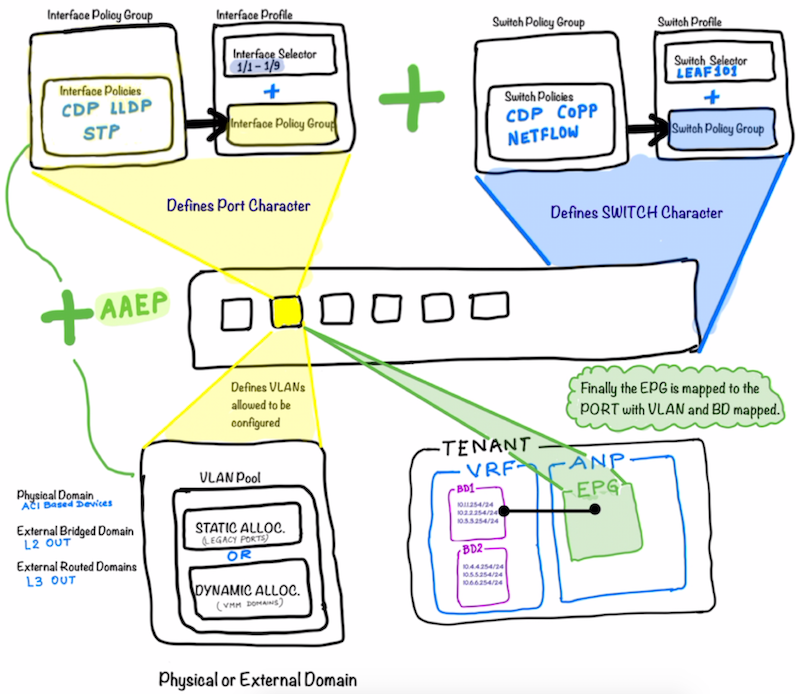 Interface Policy Group
Interface Profile
Switch Policy Group
Switch Profile
Interface Selector
1/1 - 1/9
+
Interface Policies
CDP LLDP
STP
Interface Policy Group
+
Switch Policies
CDP CoPP
NETFLOW
Switch Selector
LEAF101
+
Switch Policy Group
Defines Port Character
Defines SWITCH Character
+ AAEP
Defines VLANs
allowed to be
configured
Finally the EPG is mapped to the
PORT with VLAN and BD mapped.
VLAN Pool
STATIC ALLOC.
(LEGACY PORTS)
OR
DYNAMIC ALLOC.
(VMM DOMAINS)
Physical Domain
ACI Based Devices
External Bridged Domain
L2 OUT
External Routed Domains
L3 OUT
TENANT
VRF
ANP
BD1
10.1.1.254/24
10.2.2.254/24
10.3.3.254/24
EPG
BD2
10.4.4.254/24
10.5.5.254/24
10.6.6.254/24
Physical or External Domain